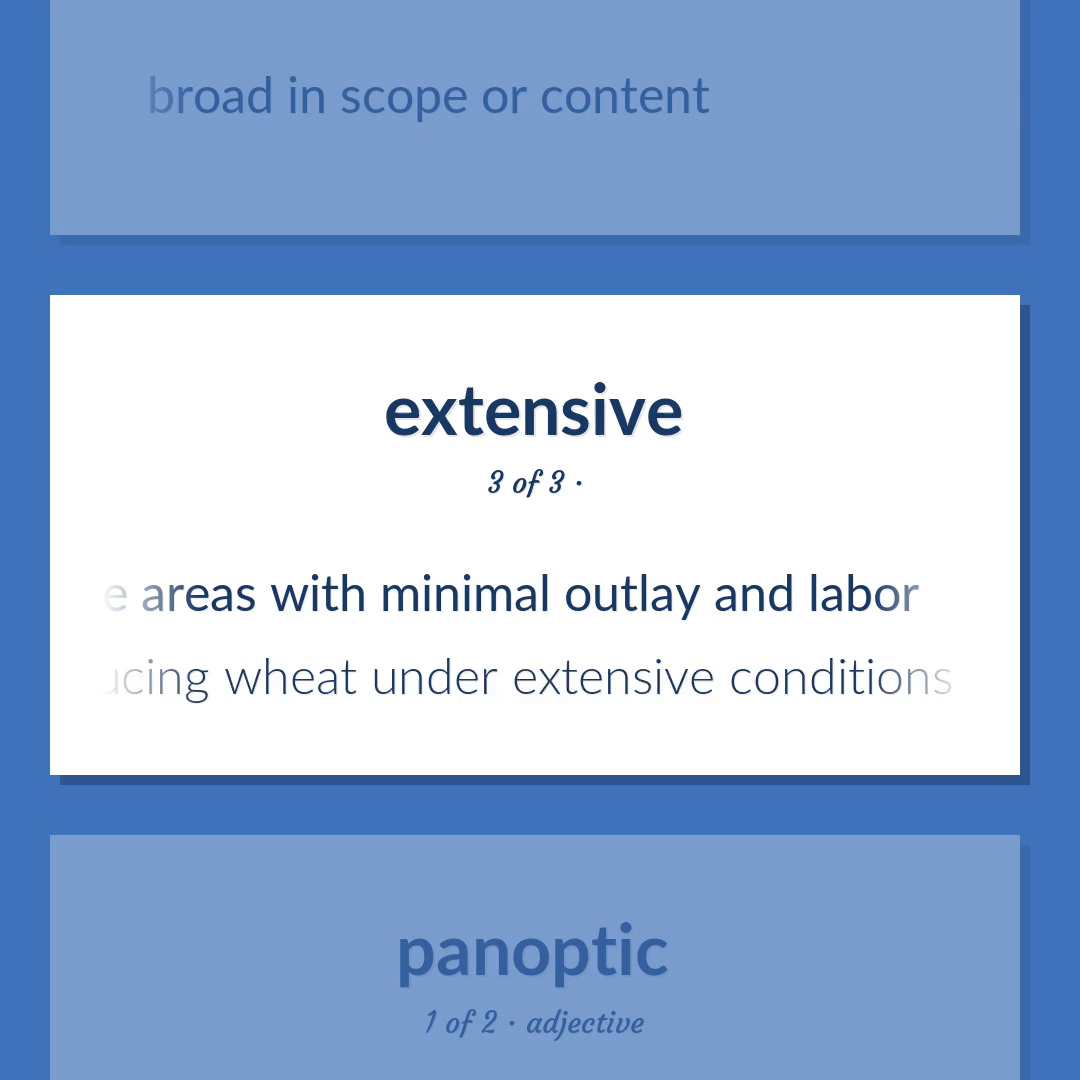 broad in scope or content
extensive
3 of 3 ·
e areas with minimal outlay and labor
ucing wheat under extensive conditions
panoptic
1 of 2 · adjective